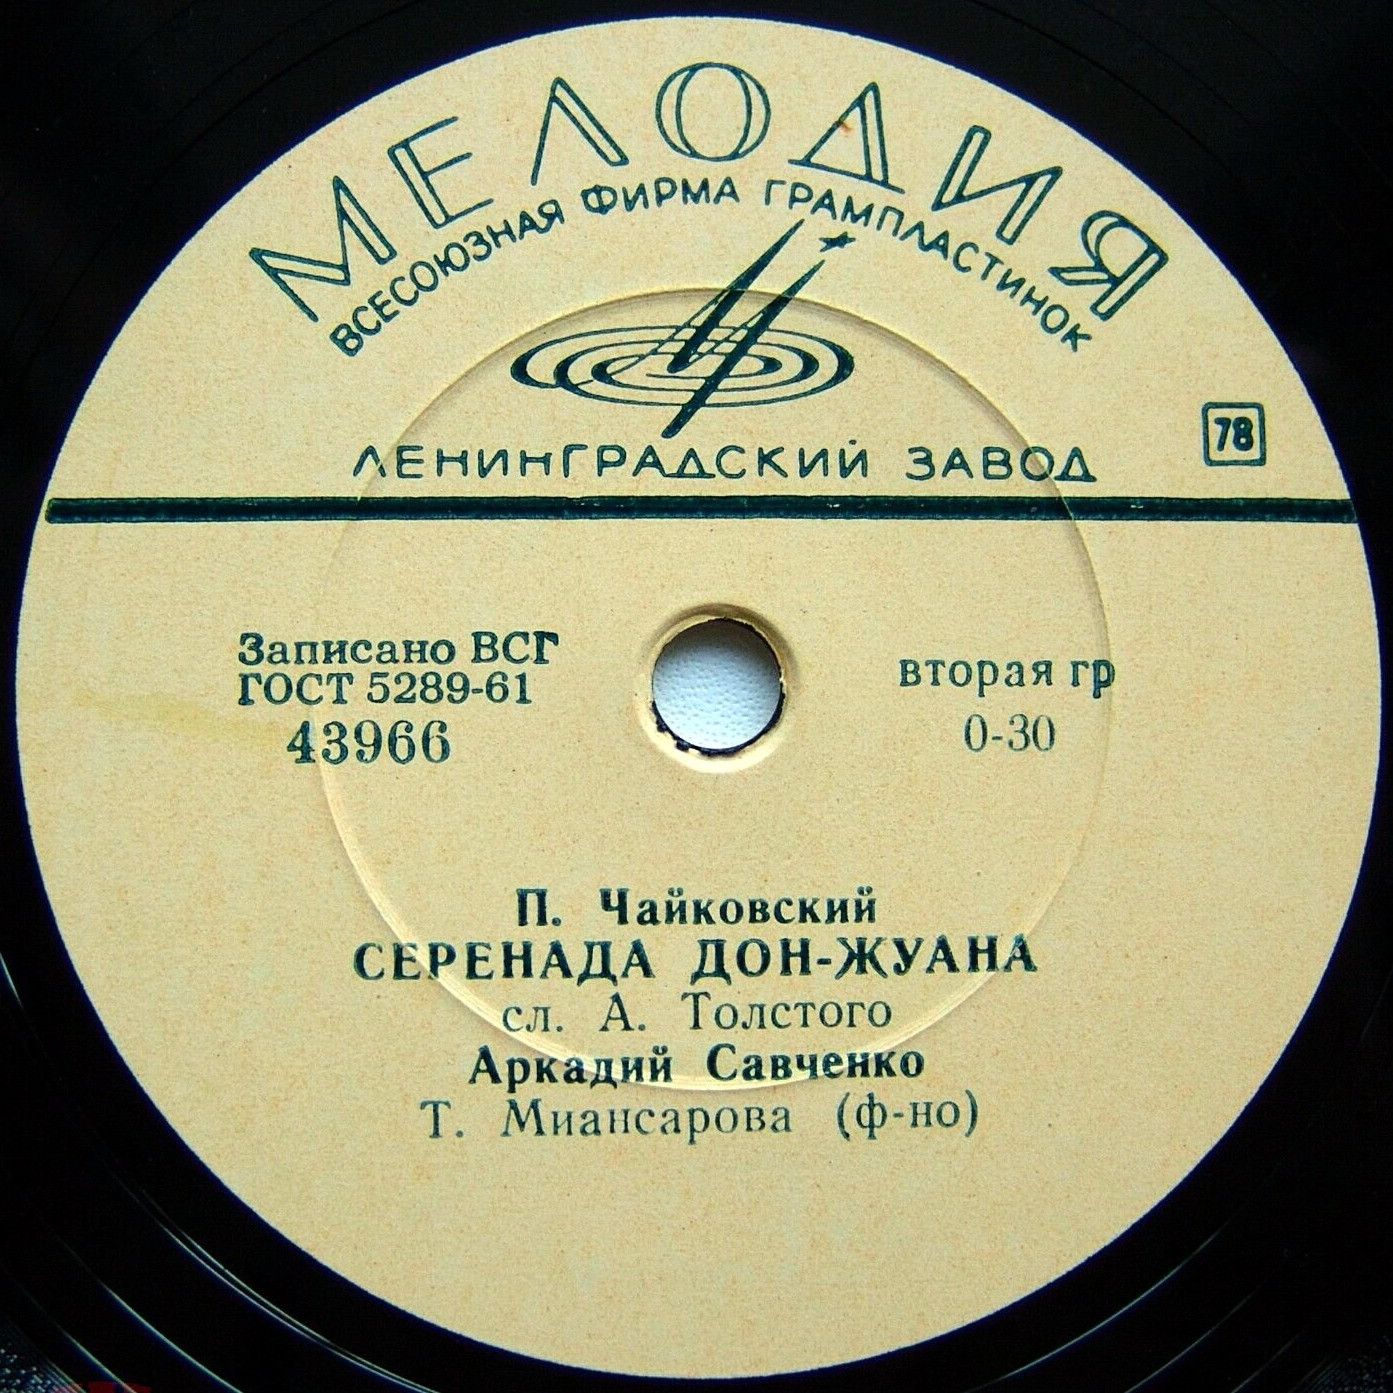 МЕЛОДИЯ
ВСЕСОЮЗНАЯ ФИРМА ГРАМПЛАСТИНОК
ЛЕНИНГРАДСКИЙ ЗАВОД
78
Записано ВСГ
ГОСТ 5289-61
43966
вторая гр
0-30
П. Чайковский
СЕРЕНАДА ДОН-ЖУАНА
сл. А. Толстого
Аркадий Савченко
Т. Миансарова (ф-но)